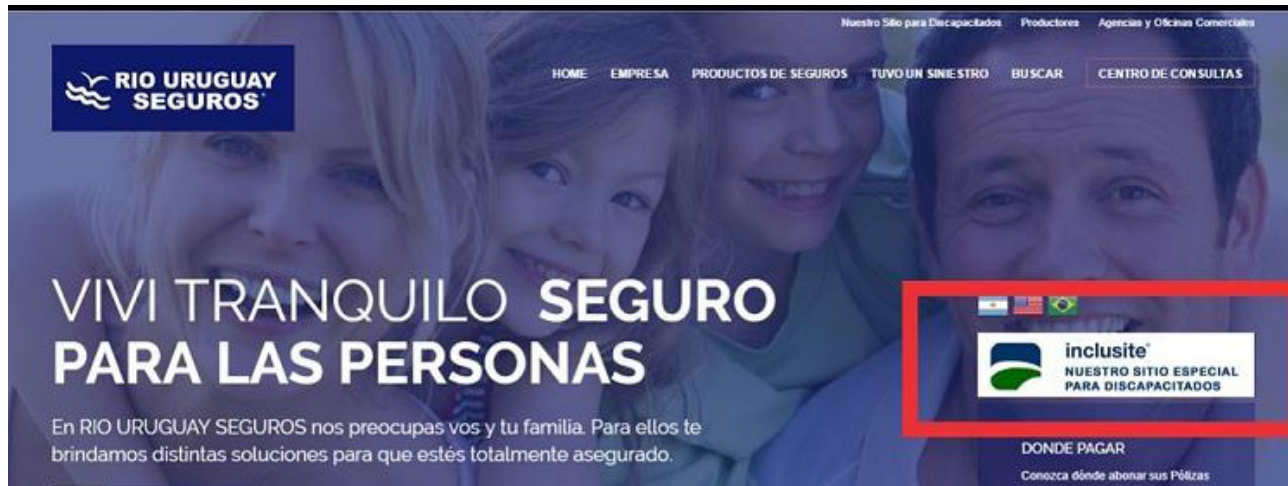 Nuestro Sitio para Discapacitados Productores Agencias y Oficinas Comerciales
RIO URUGUAY
SEGUROS
HOME EMPRESA PRODUCTOS DE SEGUROS TUVO UN SINIESTRO BUSCAR CENTRO DE CONSULTAS
VIVI TRANQUILO SEGURO
PARA LAS PERSONAS
En RIO URUGUAY SEGUROS nos preocupas vos y tu familia. Para ellos te
brindamos distintas soluciones para que estés totalmente asegurado.
inclusite
NUESTRO SITIO ESPECIAL
PARA DISCAPACITADOS
DONDE PAGAR
Conozca dónde abonar sus Pólizas